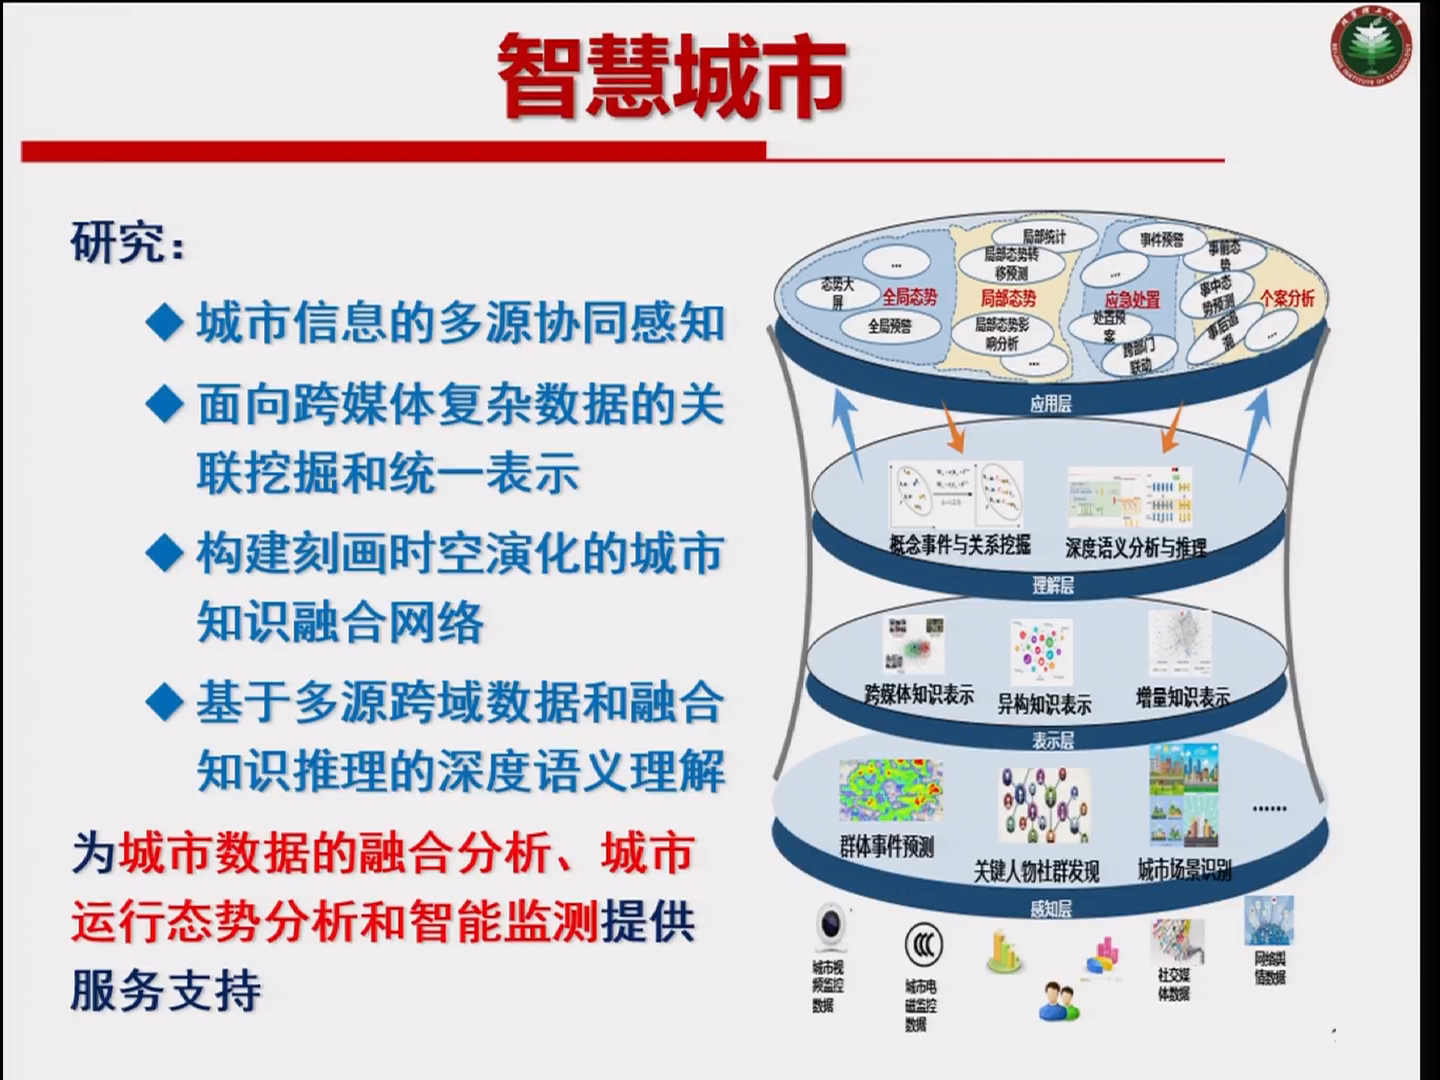 智慧城市
研究：
城市信息的多源协同感知
面向跨媒体复杂数据的关
联挖掘和统一表示
构建刻画时空演化的城市
知识融合网络
基于多源跨域数据和融合
知识推理的深度语义理解
为城市数据的融合分析、城市
运行态势分析和智能监测提供
服务支持
局部统计
局部态势转
移预测
局部态势
局部态势影
响分析
...
...
态势大
屏
全局态势
全局预警
事件预警
...
应急处置
处置预
案
跨部门
联动
事前态
势
事中态
势预测
事后追
溯
个案分析
...
应用层
概念事件与关系挖掘
深度语义分析与推理
理解层
跨媒体知识表示
异构知识表示
增量知识表示
表示层
群体事件预测
关键人物社群发现
城市场景识别
......
感知层
城市视
频监控
数据
城市电
磁监控
数据
社交媒
体数据
网络舆
情数据
北京理工大学
BEIJING INSTITUTE OF TECHNOLOGY